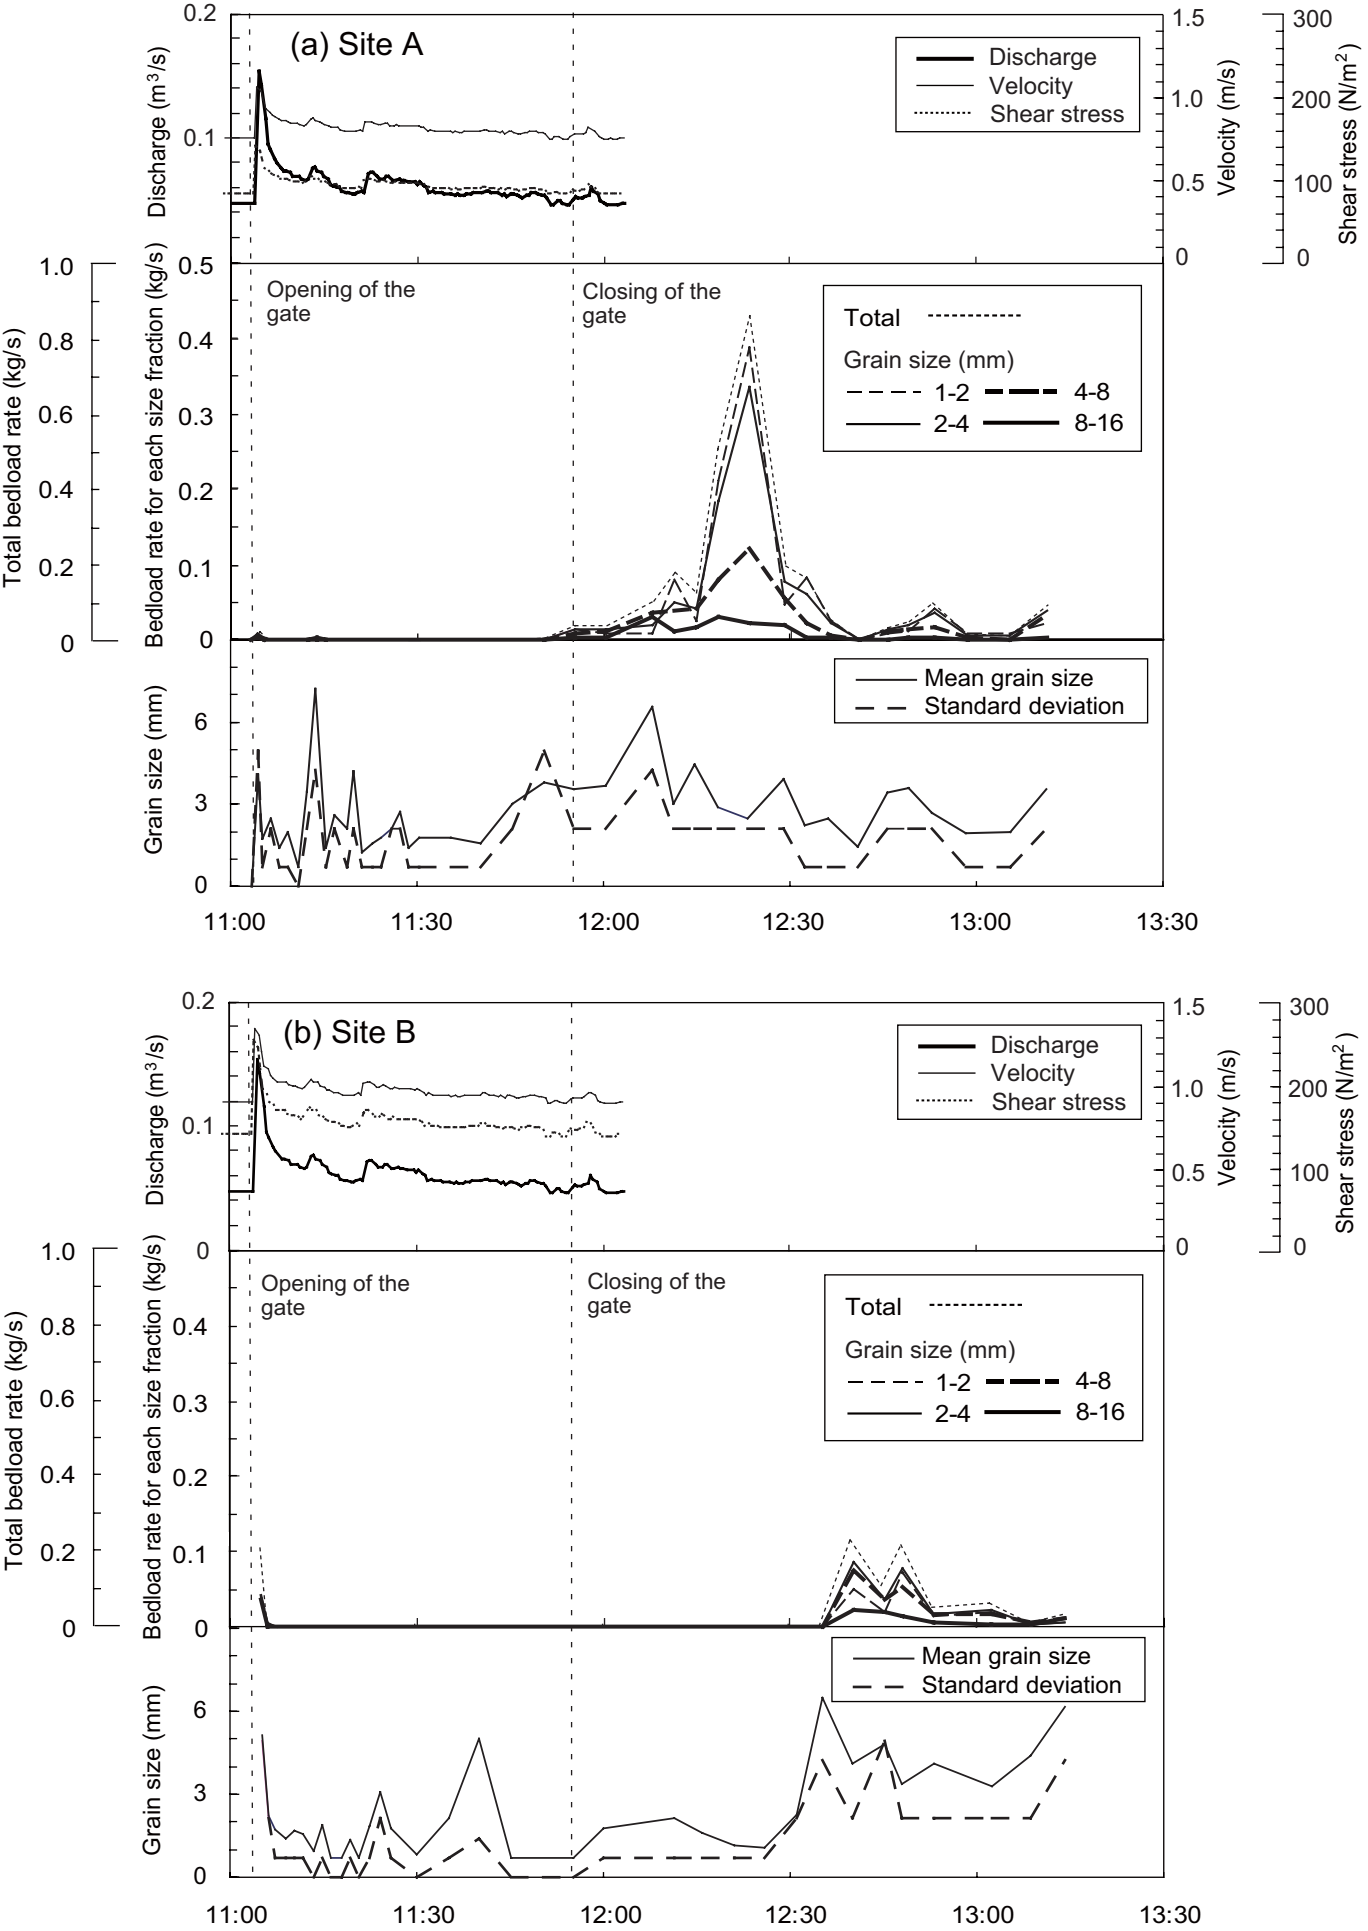 (a) Site A
0.2
0.1
Discharge (m³/s)
1.5
1.0
0.5
0
Velocity (m/s)
300
200
100
0
Shear stress (N/m²)
Discharge
Velocity
Shear stress
1.0
0.8
0.6
0.4
0.2
0
Total bedload rate (kg/s)
0.5
0.4
0.3
0.2
0.1
0
Bedload rate for each size fraction (kg/s)
Opening of the
gate
Closing of the
gate
Total
Grain size (mm)
1-2 4-8
2-4 8-16
Mean grain size
Standard deviation
6
3
0
Grain size (mm)
11:00 11:30 12:00 12:30 13:00 13:30
(b) Site B
0.2
0.1
0
Discharge (m³/s)
1.5
1.0
0.5
0
Velocity (m/s)
300
200
100
0
Shear stress (N/m²)
Discharge
Velocity
Shear stress
1.0
0.8
0.6
0.4
0.2
0
Total bedload rate (kg/s)
0.4
0.3
0.2
0.1
0
Bedload rate for each size fraction (kg/s)
Opening of the
gate
Closing of the
gate
Total
Grain size (mm)
1-2 4-8
2-4 8-16
Mean grain size
Standard deviation
6
3
0
Grain size (mm)
11:00 11:30 12:00 12:30 13:00 13:30